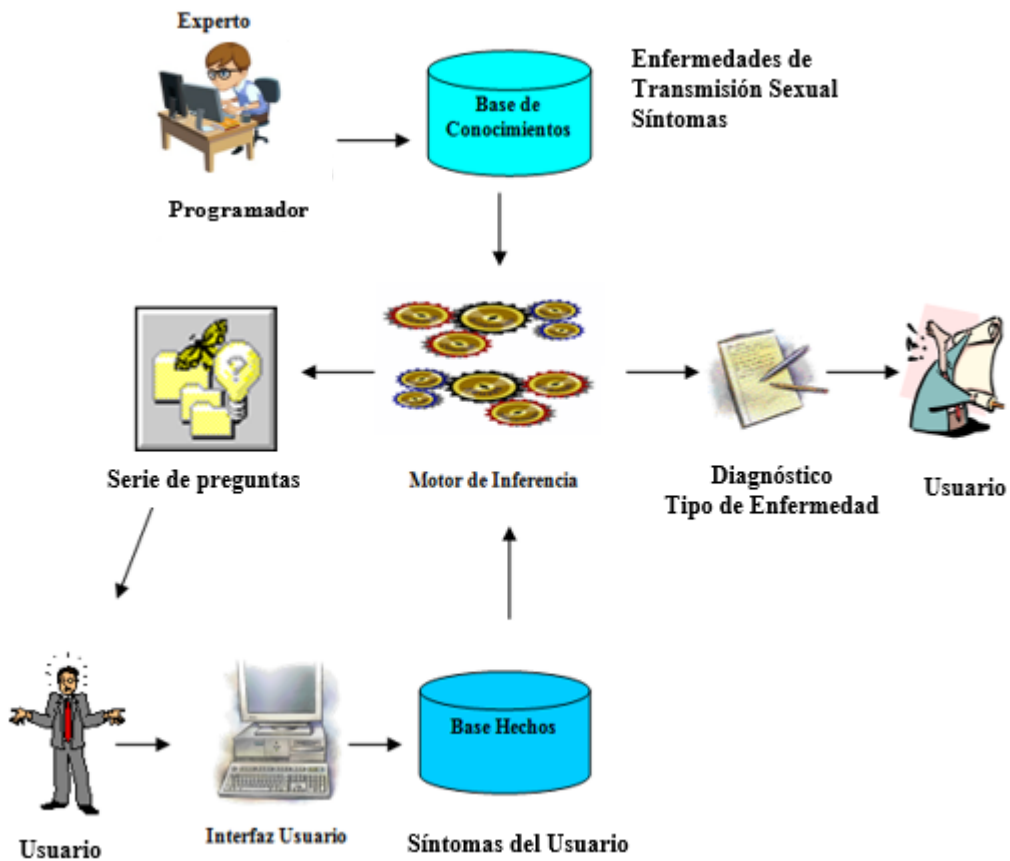 Experto
Base de
Conocimientos
Enfermedades de
Transmisión Sexual
Síntomas
Programador
Serie de preguntas
Motor de Inferencia
Diagnóstico
Tipo de Enfermedad
Usuario
Base Hechos
Usuario
Interfaz Usuario
Síntomas del Usuario